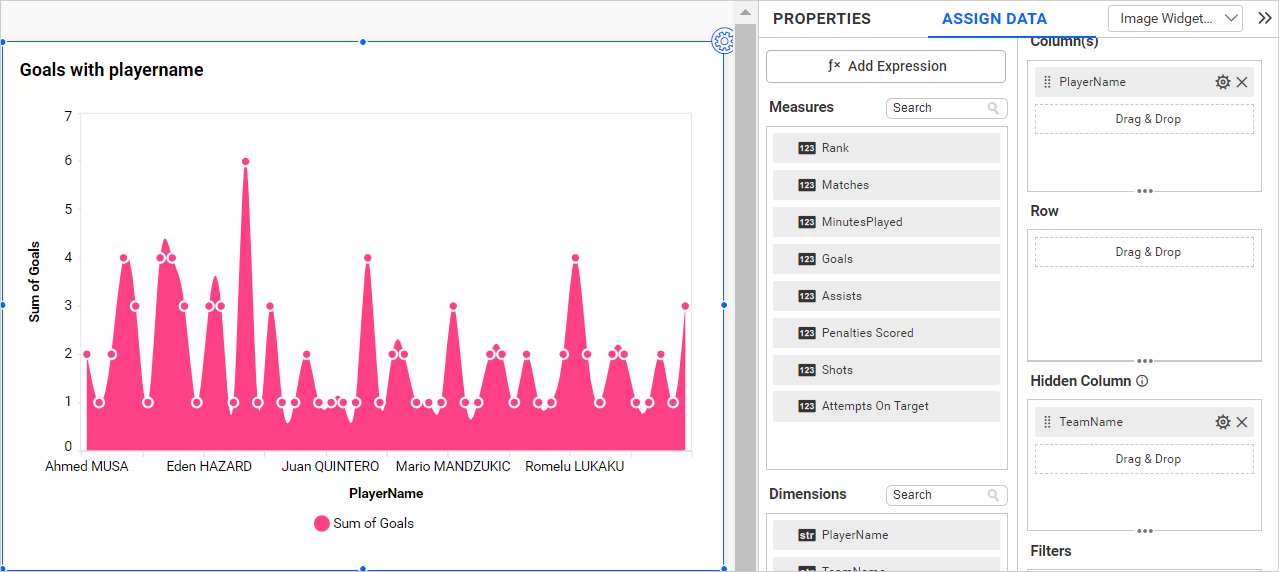 Goals with playername
7
6
5
4
3
2
1
0
Sum of Goals
Ahmed MUSA
Eden HAZARD
Juan QUINTERO
Mario MANDZUKIC
Romelu LUKAKU
PlayerName
Sum of Goals
PROPERTIES
ASSIGN DATA
Image Widget...
ƒx Add Expression
Measures
Search
123 Rank
123 Matches
123 MinutesPlayed
123 Goals
123 Assists
123 Penalties Scored
123 Shots
123 Attempts On Target
Dimensions
Search
str PlayerName
str TeamName
Column(s)
PlayerName
Drag & Drop
Row
Drag & Drop
Hidden Column
TeamName
Drag & Drop
Filters